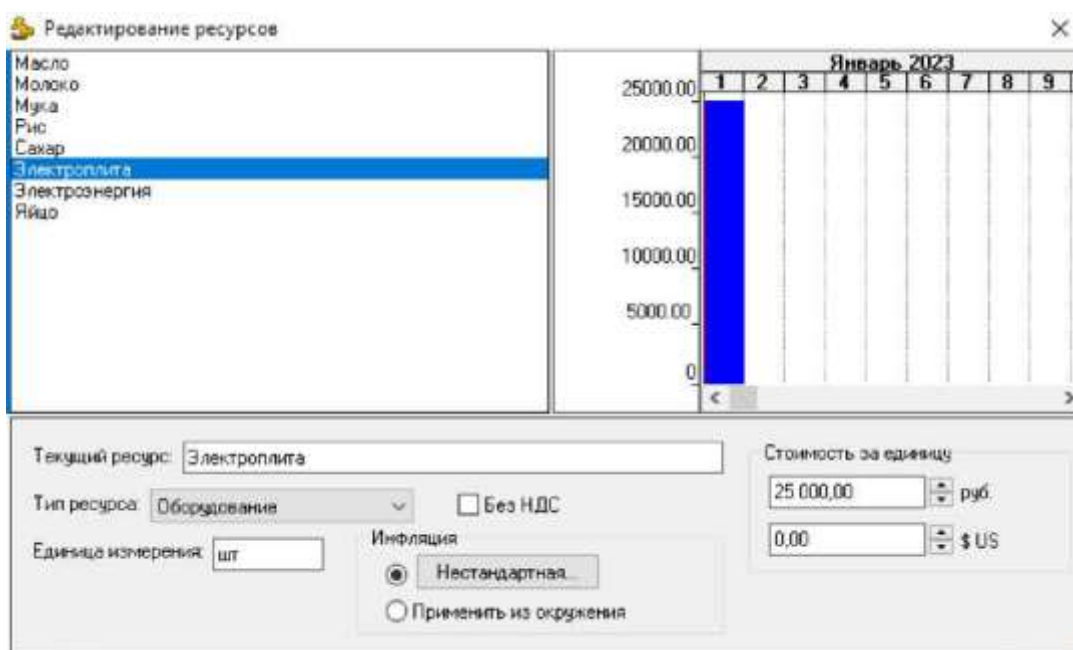 Редактирование ресурсов
Масло
Молоко
Мука
Рис
Сахар
Электроплита
Электроэнергия
Яйцо
Январь 2023
1 2 3 4 5 6 7 8 9
25000.00
20000.00
15000.00
10000.00
5000.00
0
Текущий ресурс: Электроплита
Тип ресурса: Оборудование
Без НДС
Единица измерения: шт
Инфляция
Нестандартная...
Применить из окружения
Стоимость за единицу
25 000,00 руб.
0,00 $ US